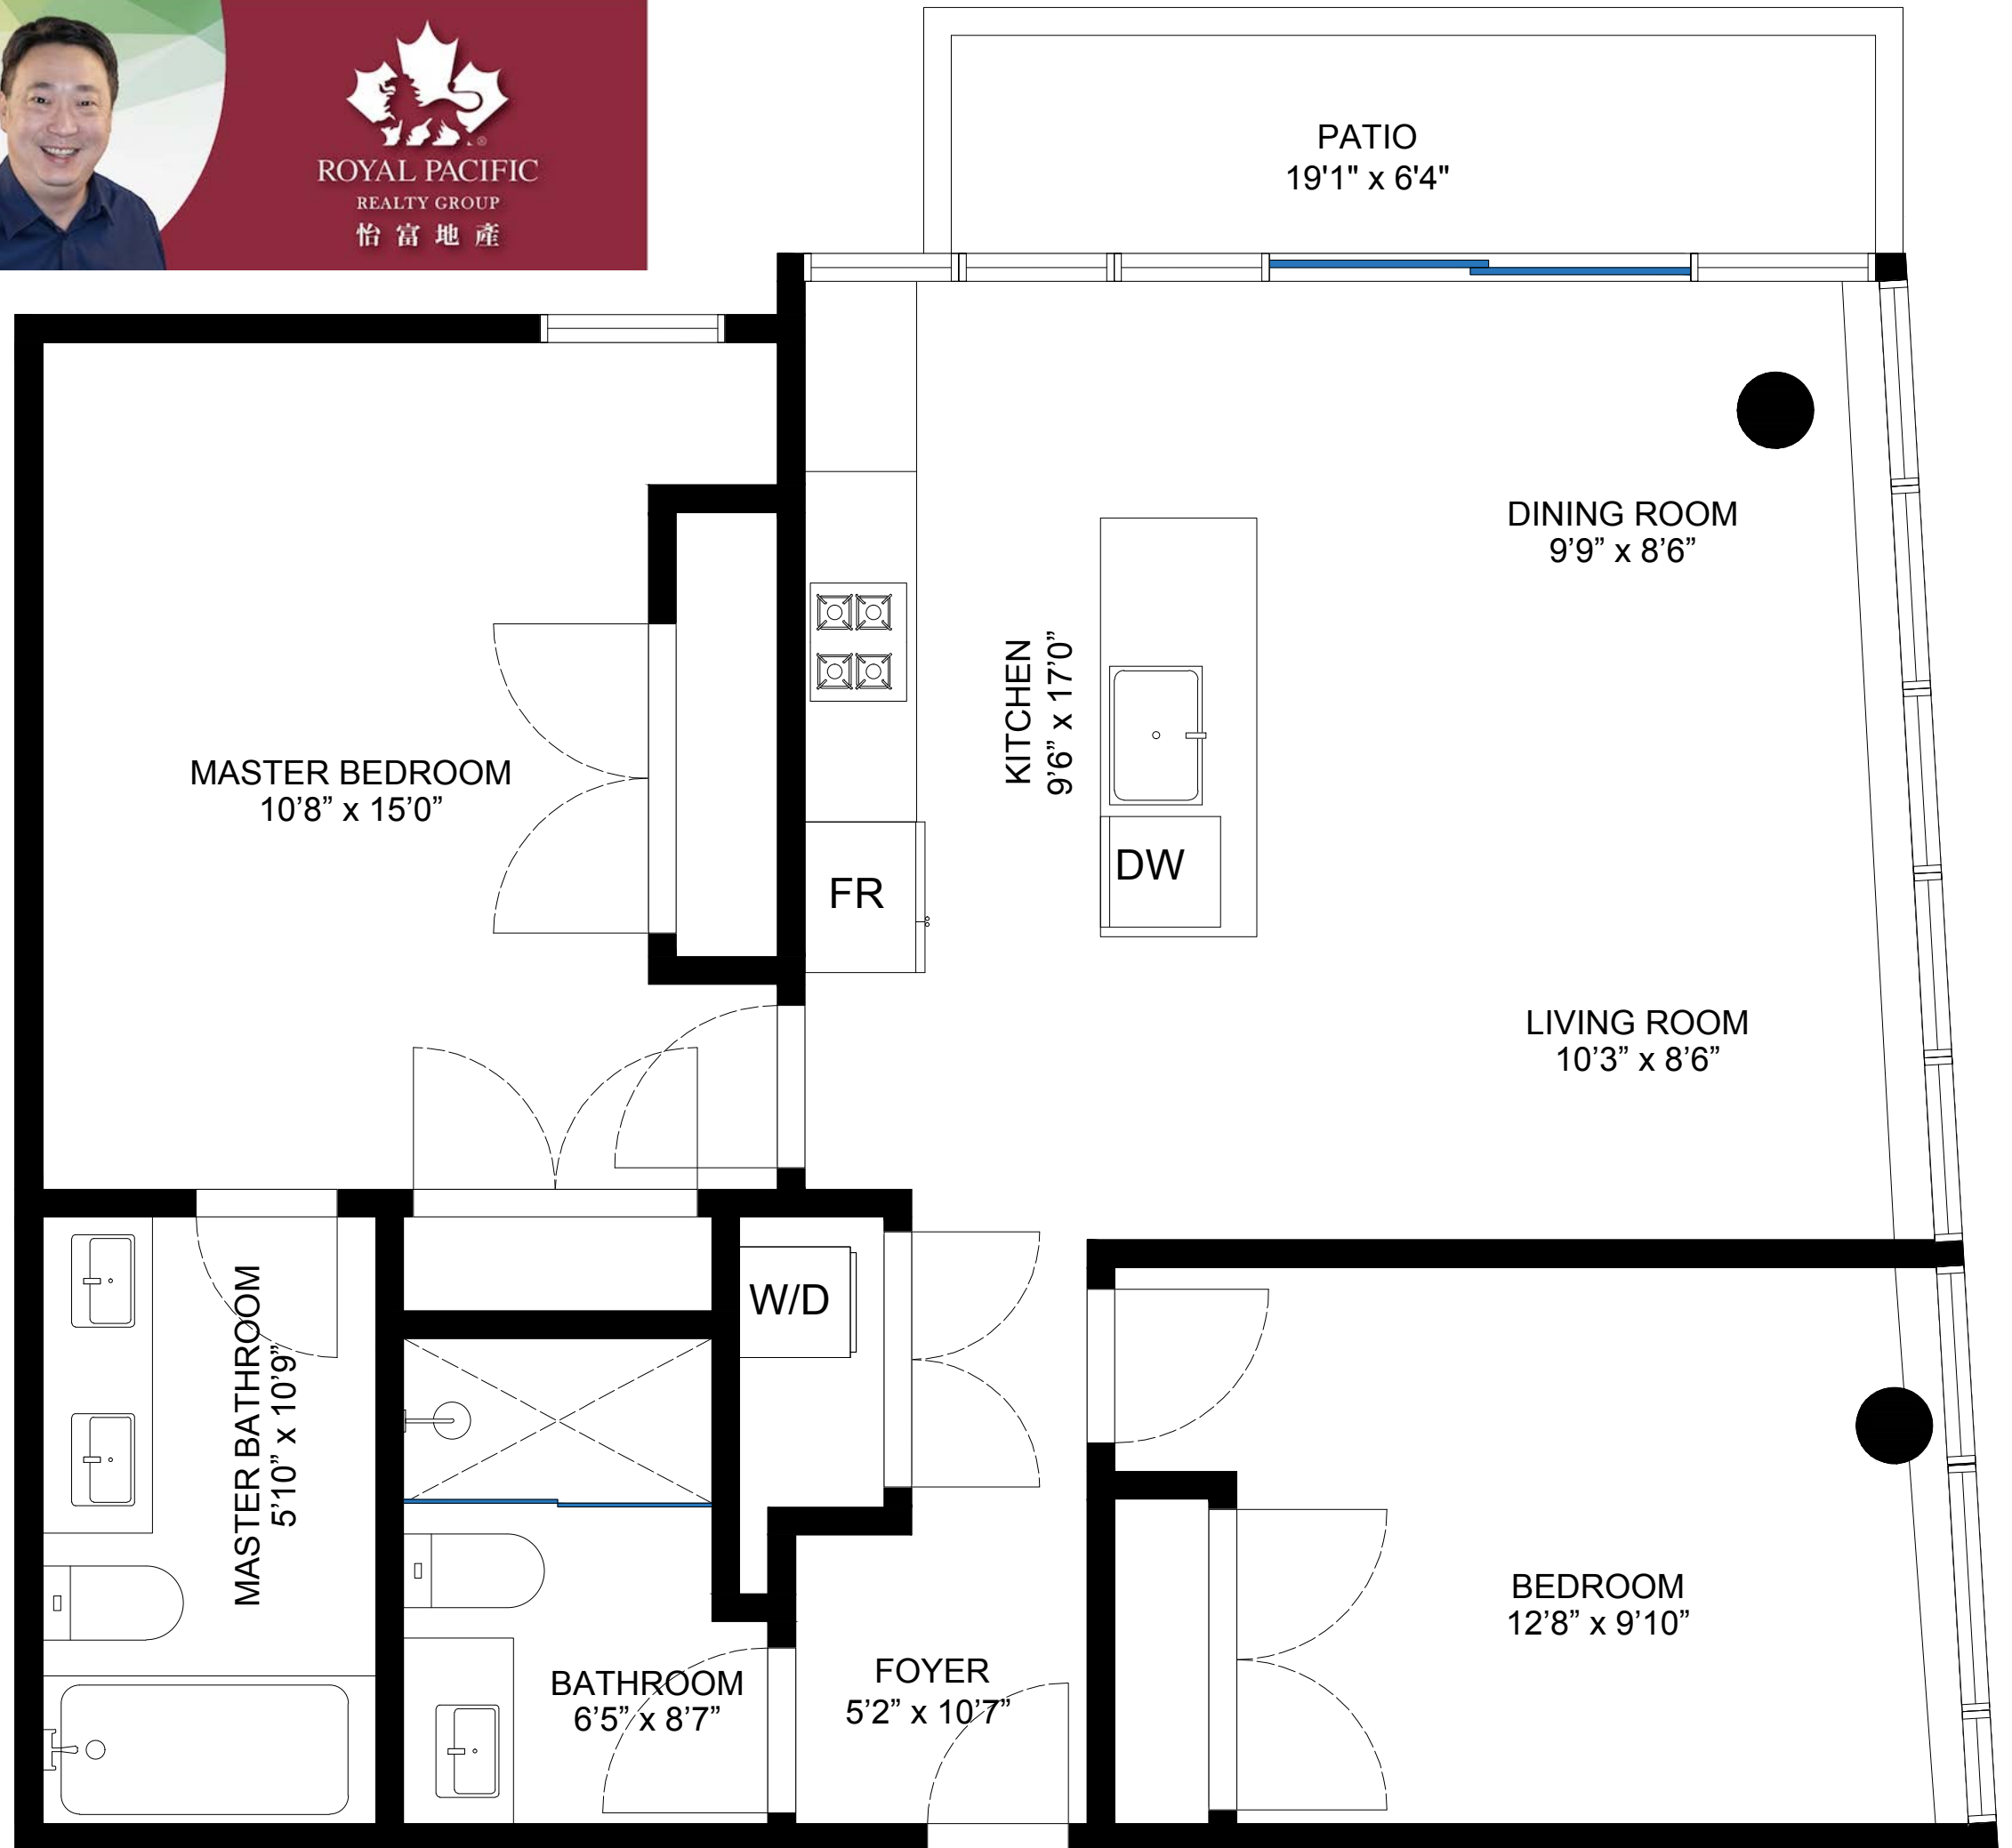 ROYAL PACIFIC
REALTY GROUP
怡富地產
PATIO
19'1" x 6'4"
DINING ROOM
9’9” x 8’6”
KITCHEN
9’6” x 17’0”
MASTER BEDROOM
10’8” x 15’0”
DW
FR
LIVING ROOM
10’3” x 8’6”
W/D
MASTER BATHROOM
5’10” x 10’9”
BEDROOM
12’8” x 9’10”
BATHROOM
6’5” x 8’7”
FOYER
5’2” x 10’7”